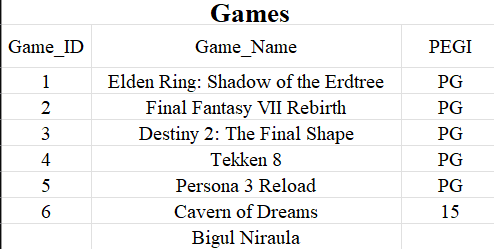 Games
Game_ID Game_Name PEGI
1 Elden Ring: Shadow of the Erdtree PG
2 Final Fantasy VII Rebirth PG
3 Destiny 2: The Final Shape PG
4 Tekken 8 PG
5 Persona 3 Reload PG
6 Cavern of Dreams 15
Bigul Niraula